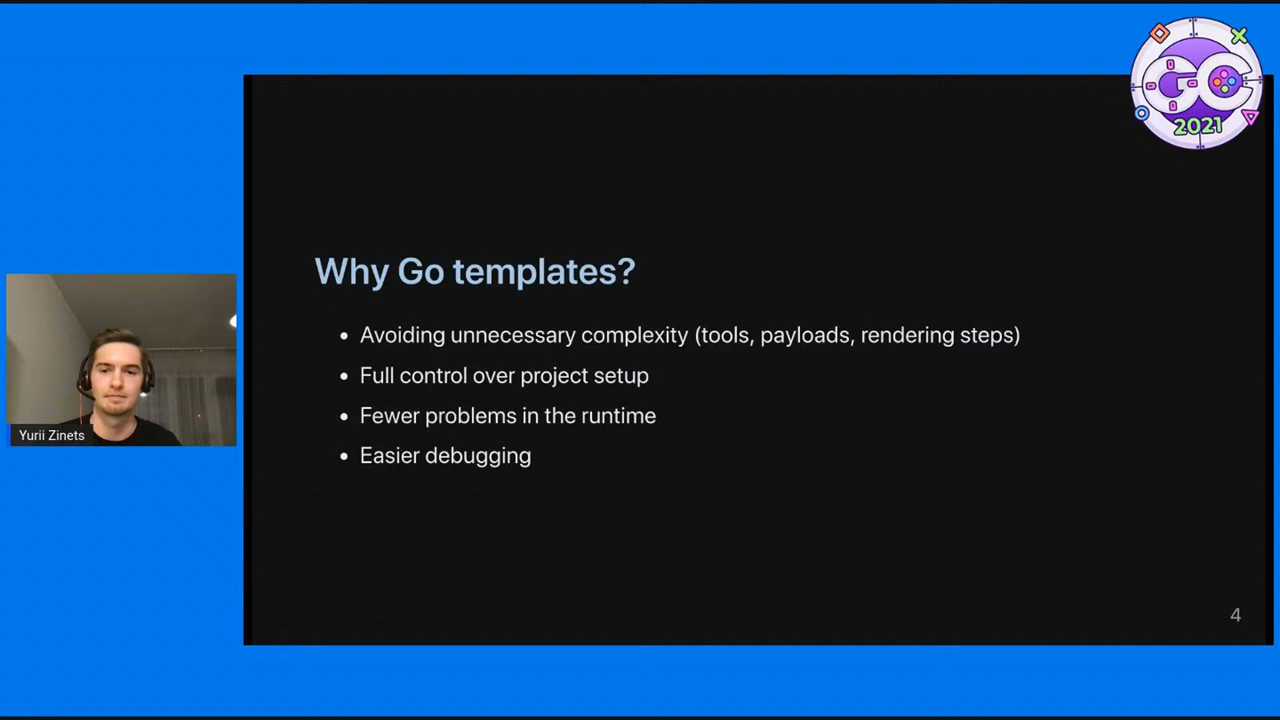 GC
2021
Why Go templates?
• Avoiding unnecessary complexity (tools, payloads, rendering steps)
• Full control over project setup
• Fewer problems in the runtime
• Easier debugging
Yurii Zinets
4